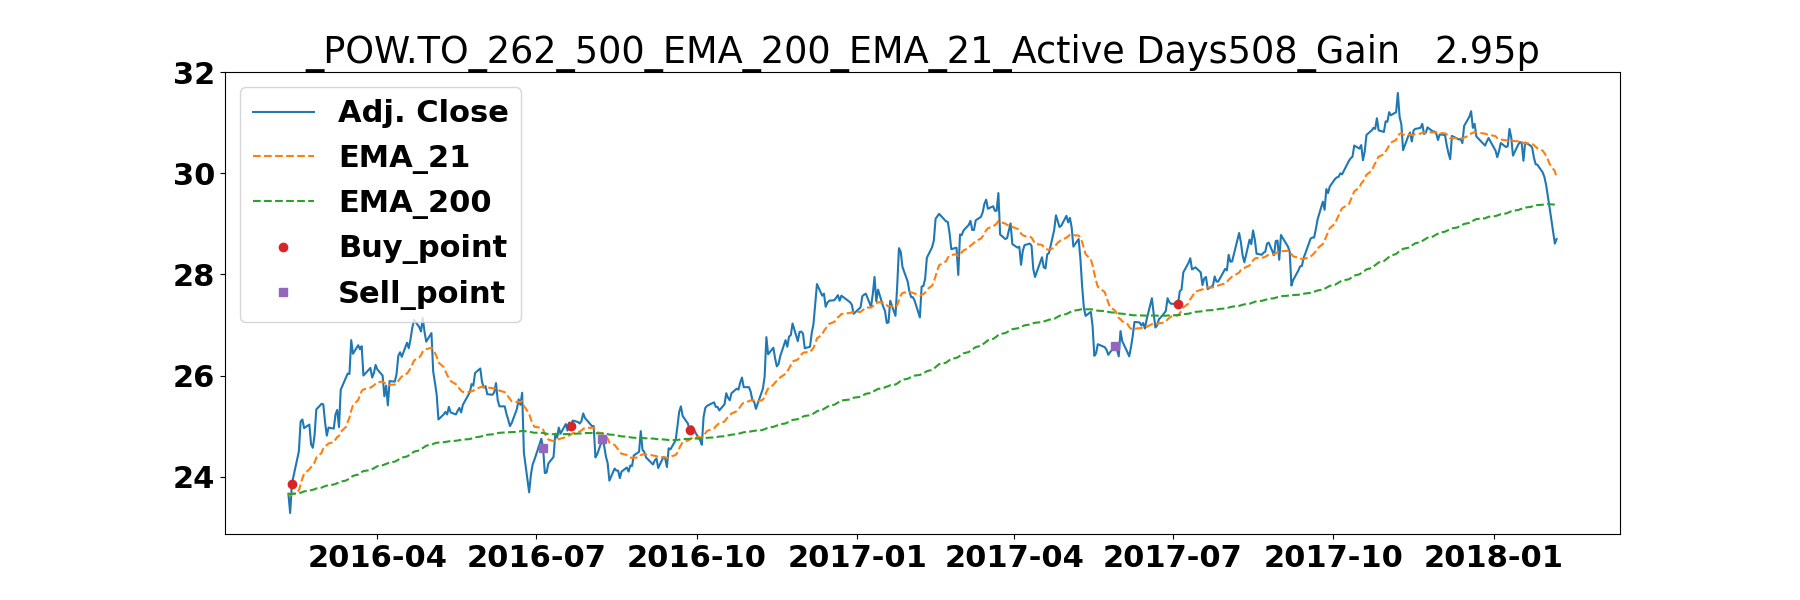 _POW.TO_262_500_EMA_200_EMA_21_Active Days508_Gain   2.95p
32
30
28
26
24
Adj. Close
EMA_21
EMA_200
Buy_point
Sell_point
2016-04 2016-07 2016-10 2017-01 2017-04 2017-07 2017-10 2018-01